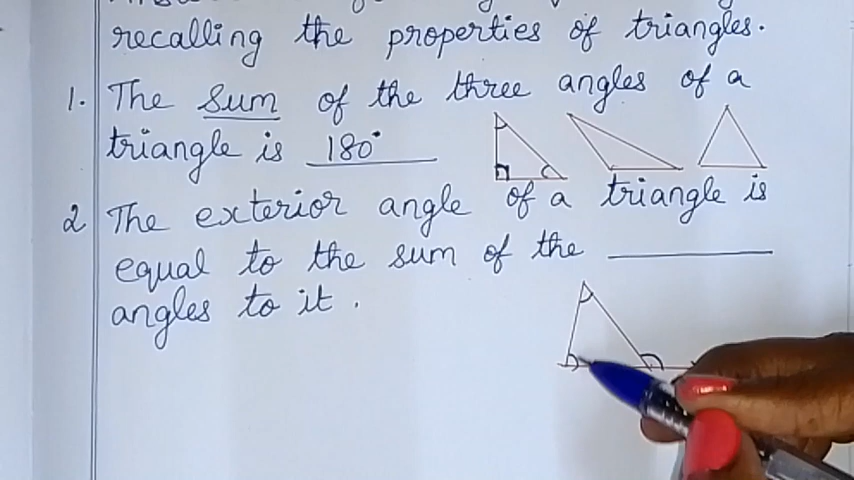 recalling the properties of triangles.
1. The sum of the three angles of a
triangle is 180°
2 The exterior angle of a triangle is
equal to the sum of the ________
angles to it.